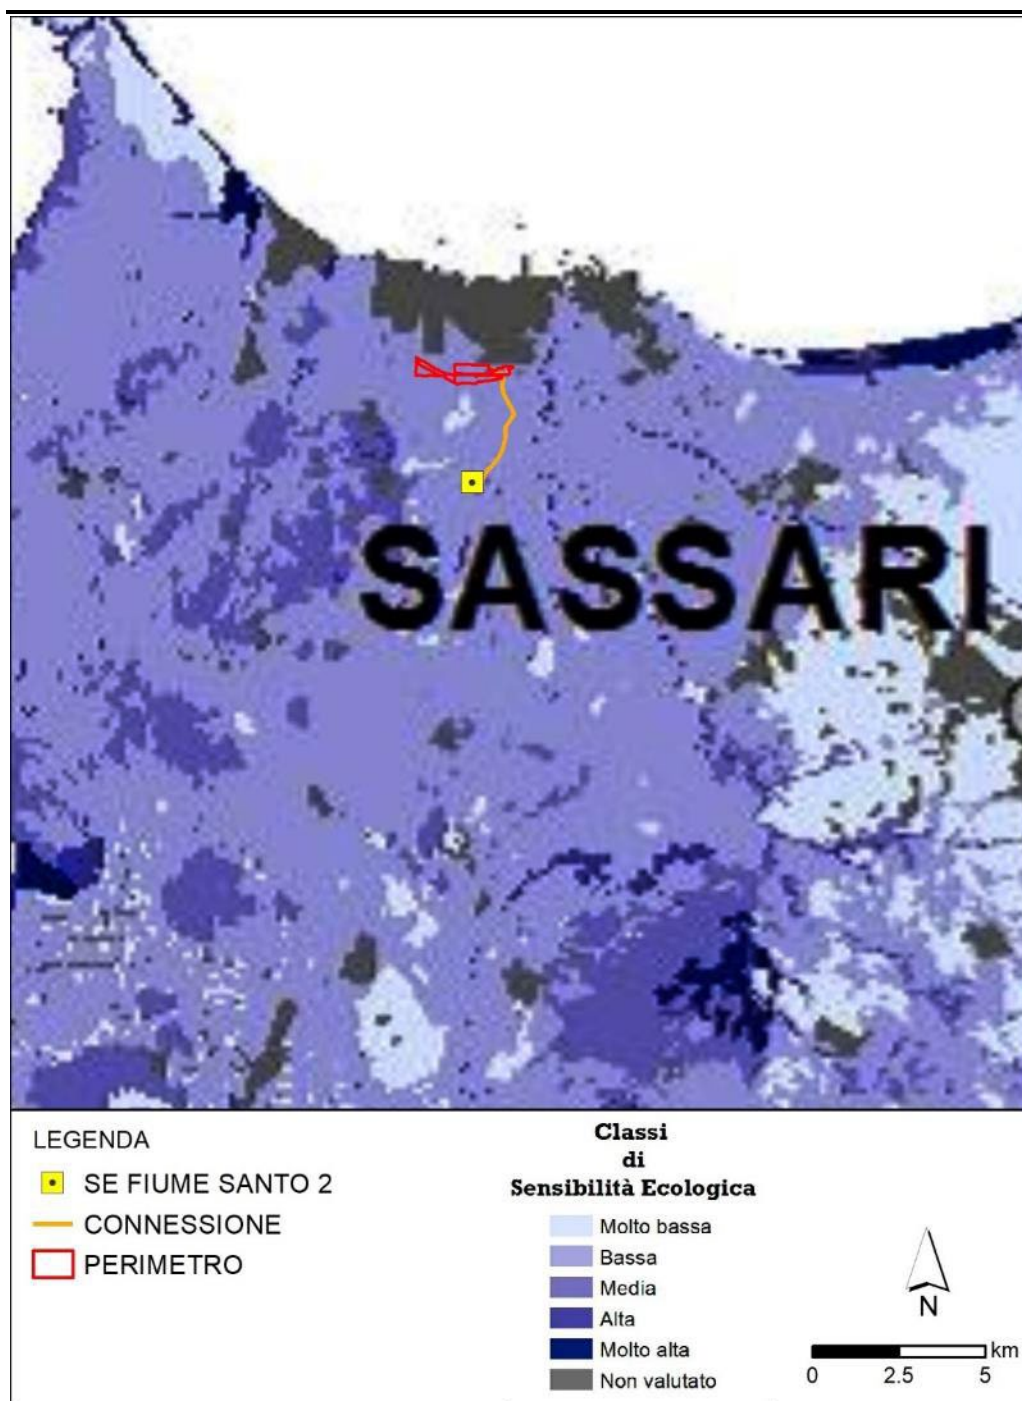 SASSARI
LEGENDA
SE FIUME SANTO 2
CONNESSIONE
PERIMETRO
Classi
di
Sensibilità Ecologica
Molto bassa
Bassa
Media
Alta
Molto alta
Non valutato
N
km
0 2.5 5